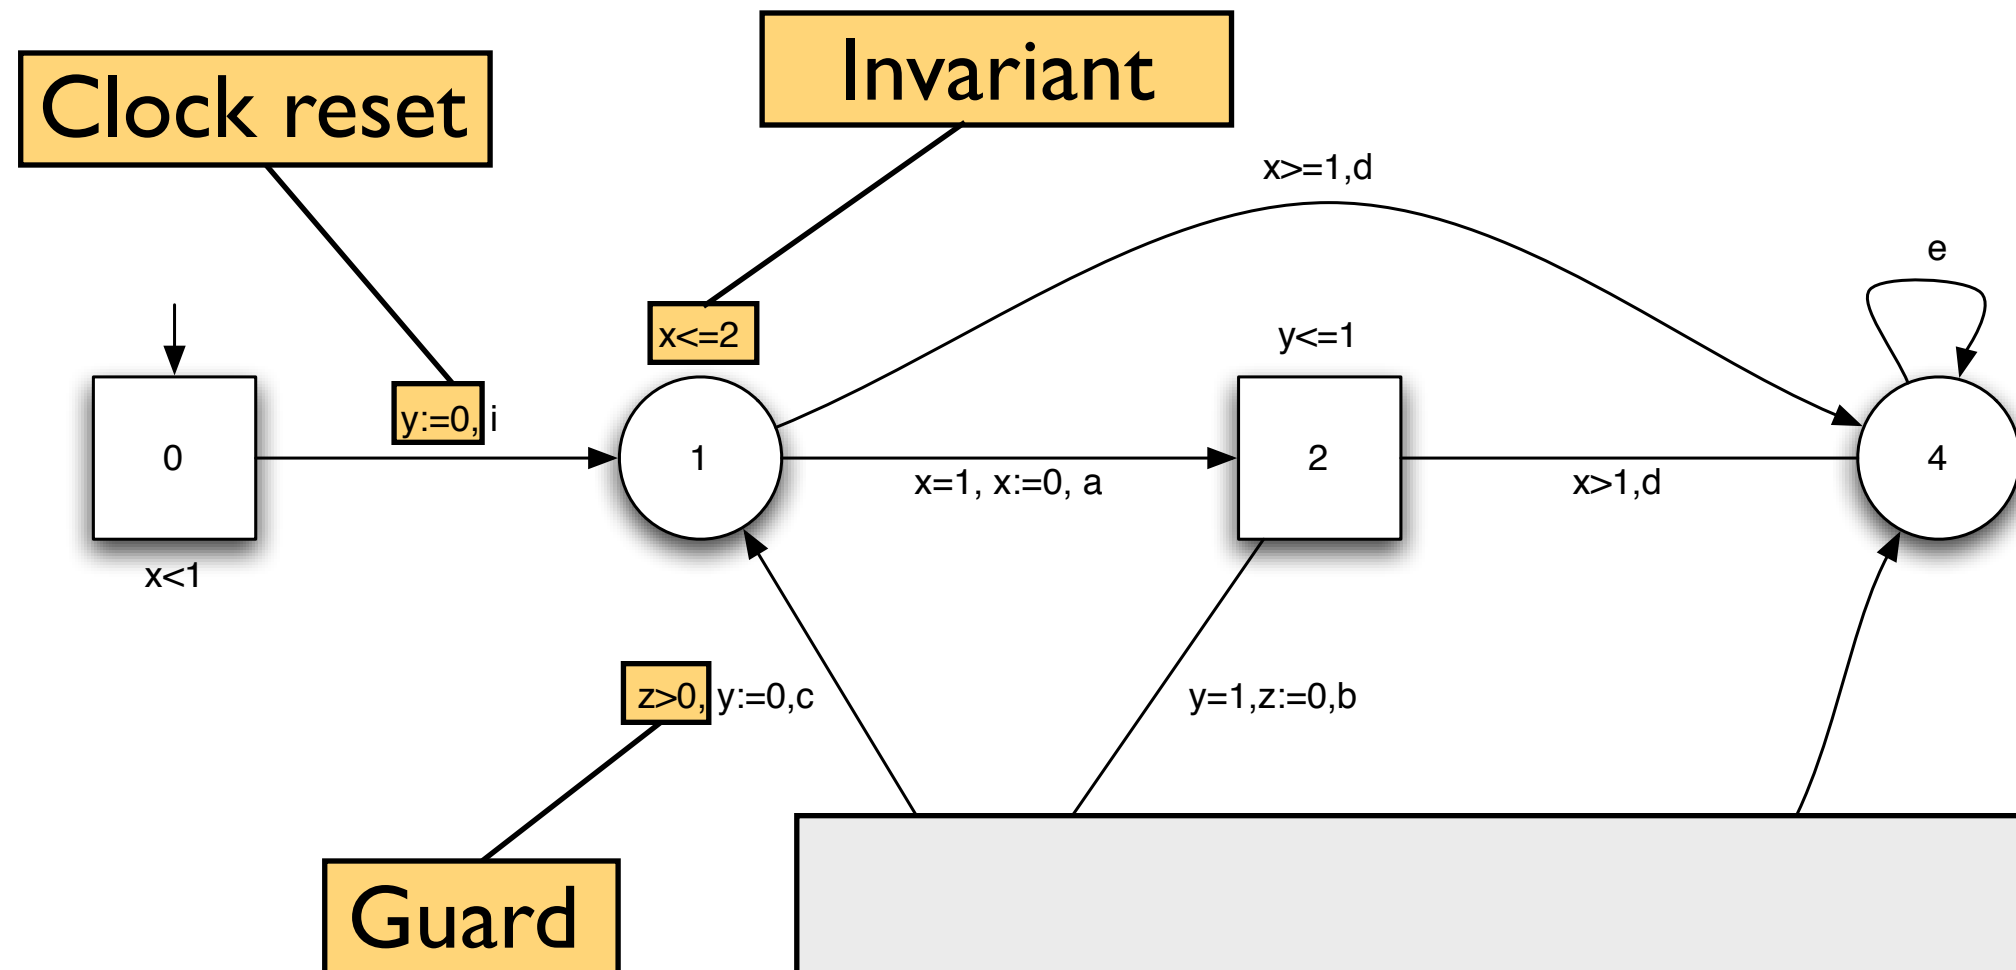 Invariant
Clock reset
x>=1,d
e
x<=2
y<=1
y:=0, i
0
1
2
4
x=1, x:=0, a
x>1,d
x<1
z>0, y:=0,c
y=1,z:=0,b
Guard